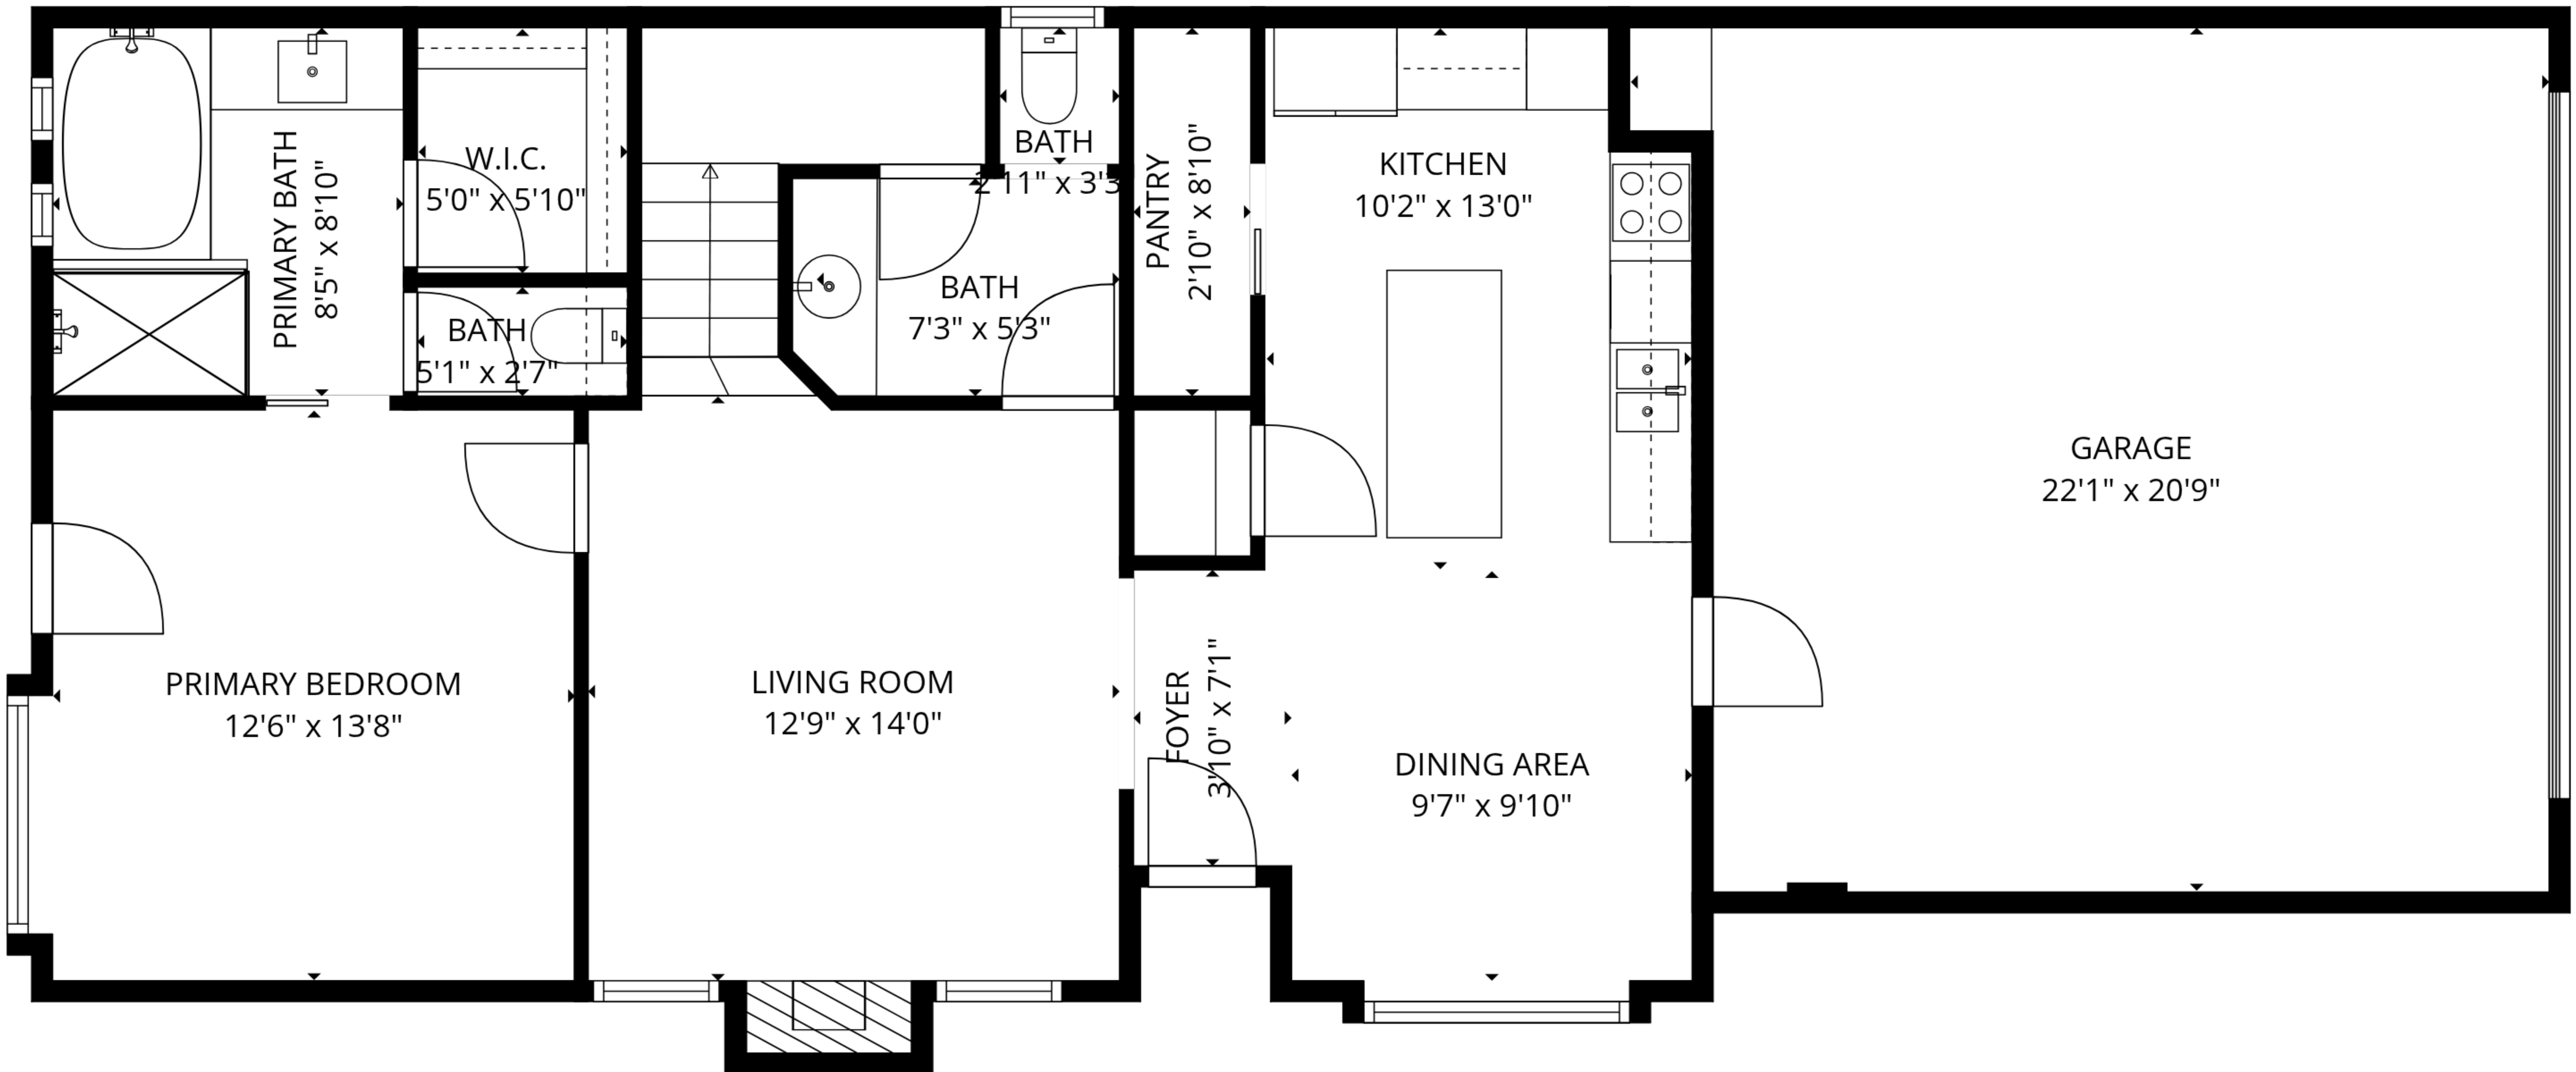 PRIMARY BATH
8'5" x 8'10"
W.I.C.
5'0" x 5'10"
BATH
5'1" x 2'7"
BATH
2'11" x 3'3
BATH
7'3" x 5'3"
PANTRY
2'10" x 8'10"
KITCHEN
10'2" x 13'0"
GARAGE
22'1" x 20'9"
PRIMARY BEDROOM
12'6" x 13'8"
LIVING ROOM
12'9" x 14'0"
FOYER
3'10" x 7'1"
DINING AREA
9'7" x 9'10"